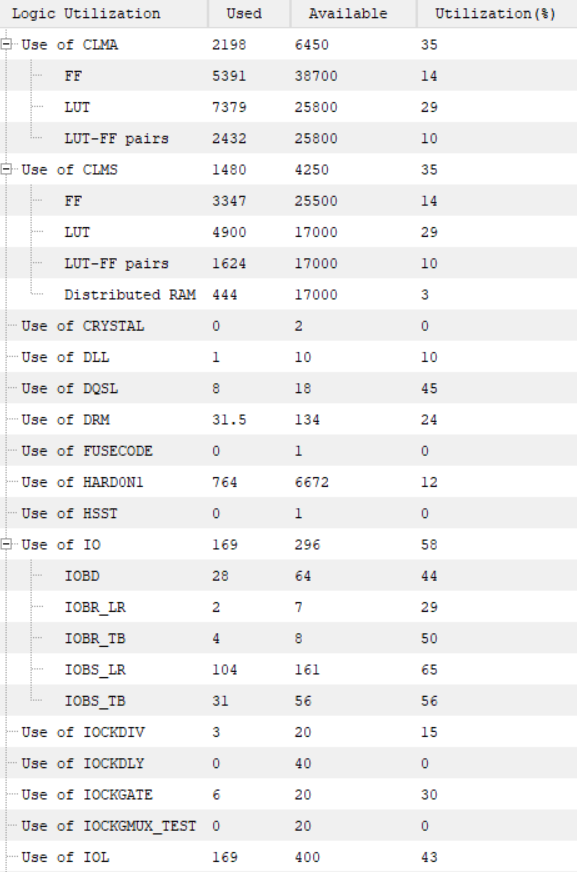 Logic Utilization Used Available Utilization(%)
Use of CLMA 2198 6450 35
FF 5391 38700 14
LUT 7379 25800 29
LUT-FF pairs 2432 25800 10
Use of CLMS 1480 4250 35
FF 3347 25500 14
LUT 4900 17000 29
LUT-FF pairs 1624 17000 10
Distributed RAM 444 17000 3
Use of CRYSTAL 0 2 0
Use of DLL 1 10 10
Use of DQSL 8 18 45
Use of DRM 31.5 134 24
Use of FUSECODE 0 1 0
Use of HARD0N1 764 6672 12
Use of HSST 0 1 0
Use of IO 169 296 58
IOBD 28 64 44
IOBR_LR 2 7 29
IOBR_TB 4 8 50
IOBS_LR 104 161 65
IOBS_TB 31 56 56
Use of IOCKDIV 3 20 15
Use of IOCKDLY 0 40 0
Use of IOCKGATE 6 20 30
Use of IOCKGMUX_TEST 0 20 0
Use of IOL 169 400 43